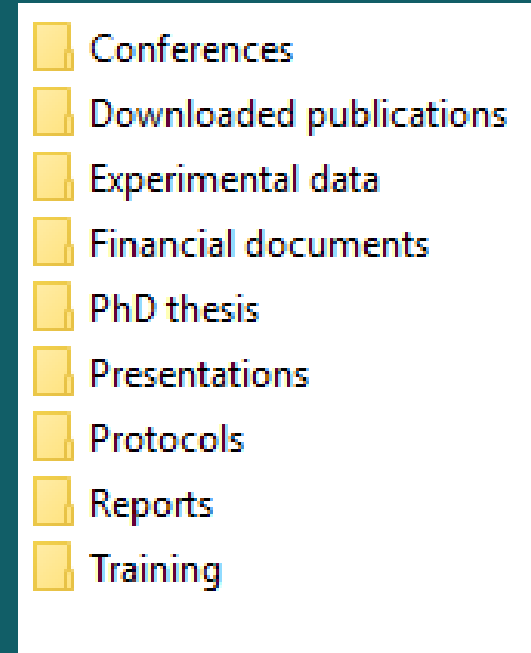 Conferences
Downloaded publications
Experimental data
Financial documents
PhD thesis
Presentations
Protocols
Reports
Training